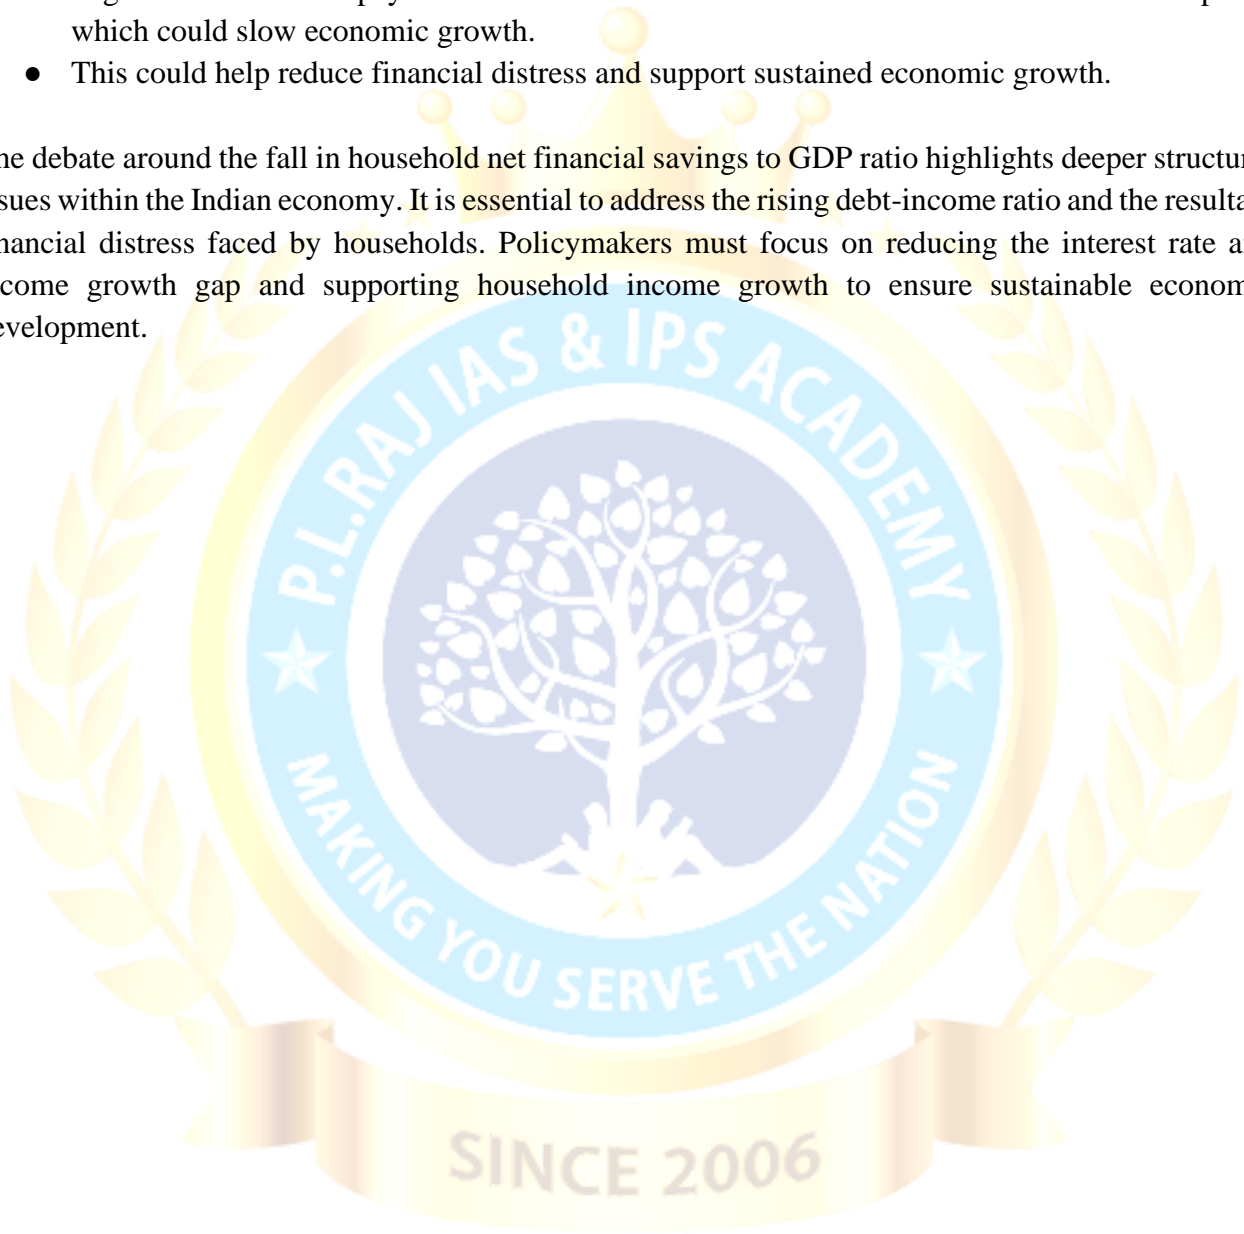 which could slow economic growth.
● This could help reduce financial distress and support sustained economic growth.
he debate around the fall in household net financial savings to GDP ratio highlights deeper structur
sues within the Indian economy. It is essential to address the rising debt-income ratio and the resulta
nancial distress faced by households. Policymakers must focus on reducing the interest rate a
come growth gap and supporting household income growth to ensure sustainable econom
evelopment.
P.L.RAJ IAS & IPS ACADEMY
MAKING YOU SERVE THE NATION
SINCE 2006